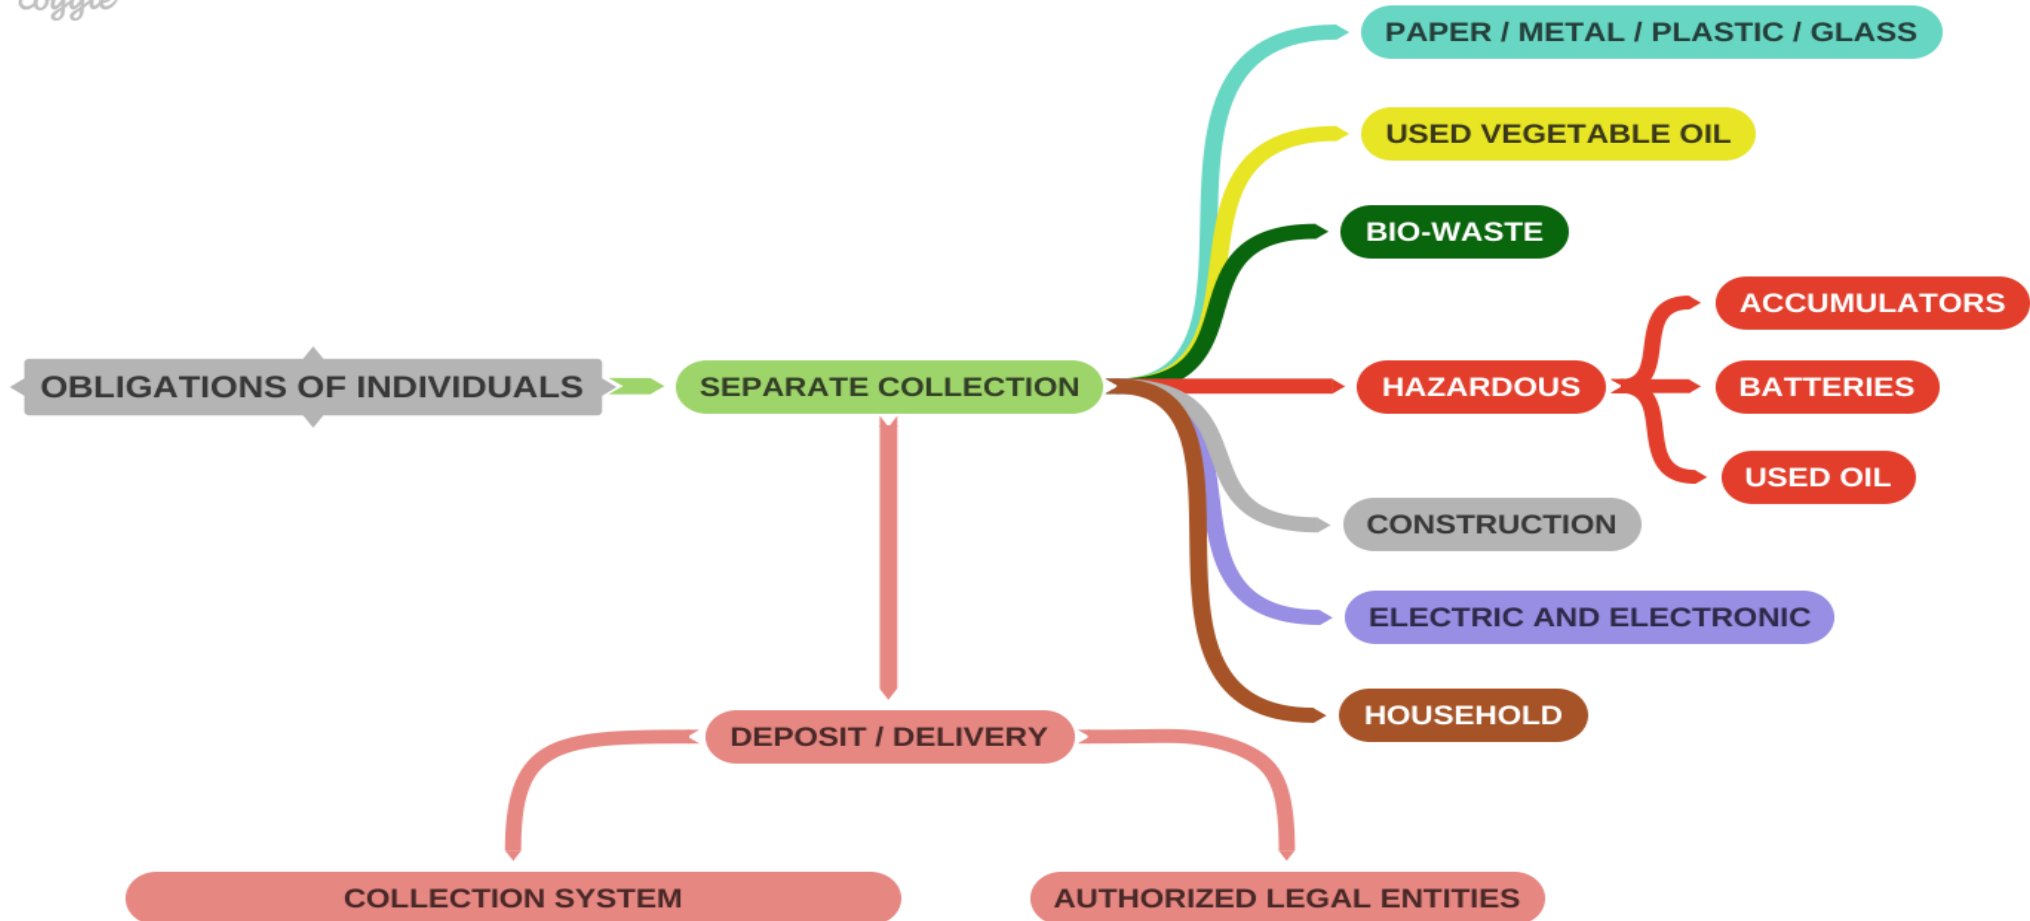 coggle
PAPER / METAL / PLASTIC / GLASS
USED VEGETABLE OIL
BIO-WASTE
ACCUMULATORS
OBLIGATIONS OF INDIVIDUALS
SEPARATE COLLECTION
HAZARDOUS
BATTERIES
USED OIL
CONSTRUCTION
ELECTRIC AND ELECTRONIC
HOUSEHOLD
DEPOSIT / DELIVERY
COLLECTION SYSTEM
AUTHORIZED LEGAL ENTITIES